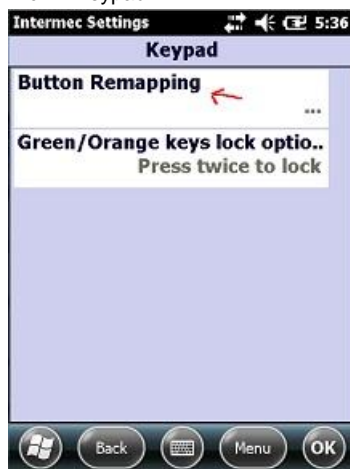 Intermec Settings 5:36
Keypad
Button Remapping
...
Green/Orange keys lock optio..
Press twice to lock
Back Menu OK